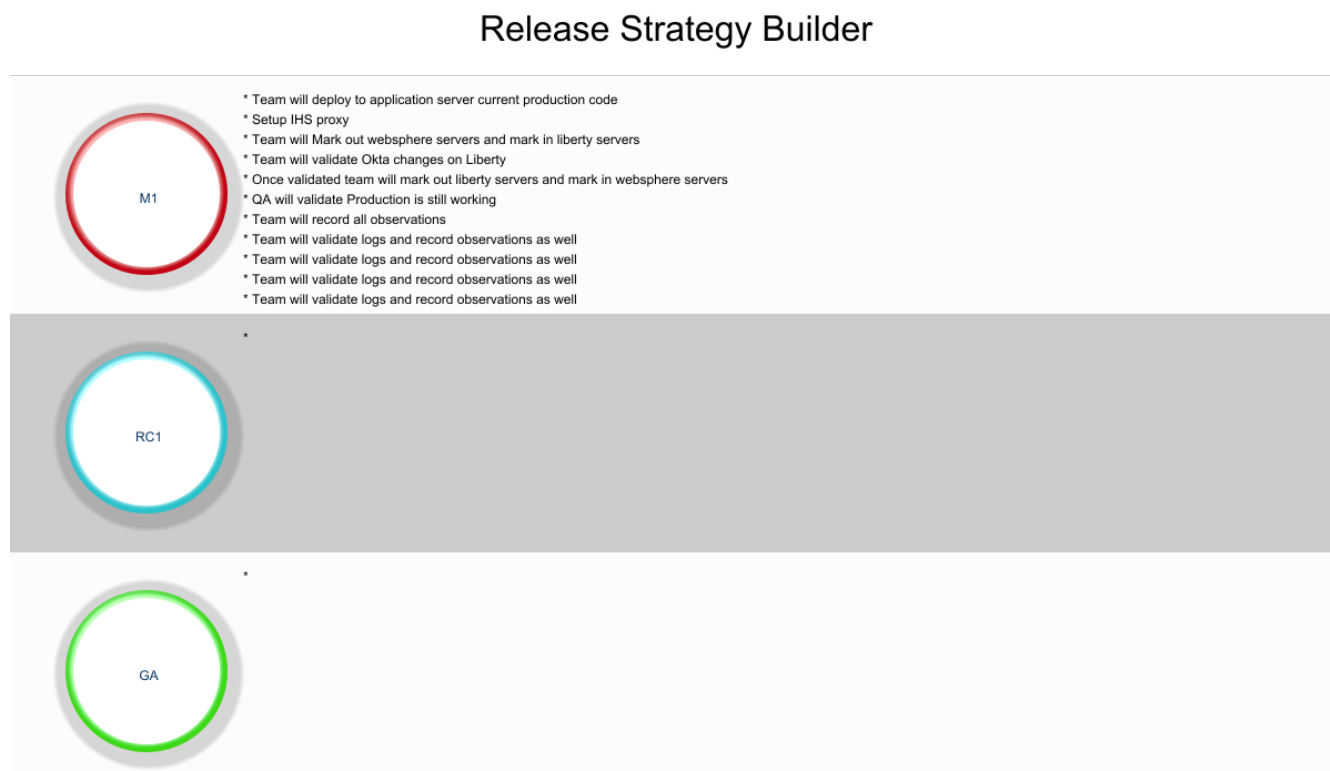 Release Strategy Builder
M1
* Team will deploy to application server current production code
* Setup IHS proxy
* Team will Mark out websphere servers and mark in liberty servers
* Team will validate Okta changes on Liberty
* Once validated team will mark out liberty servers and mark in websphere servers
* QA will validate Production is still working
* Team will record all observations
* Team will validate logs and record observations as well
* Team will validate logs and record observations as well
* Team will validate logs and record observations as well
* Team will validate logs and record observations as well
RC1
*
GA
*